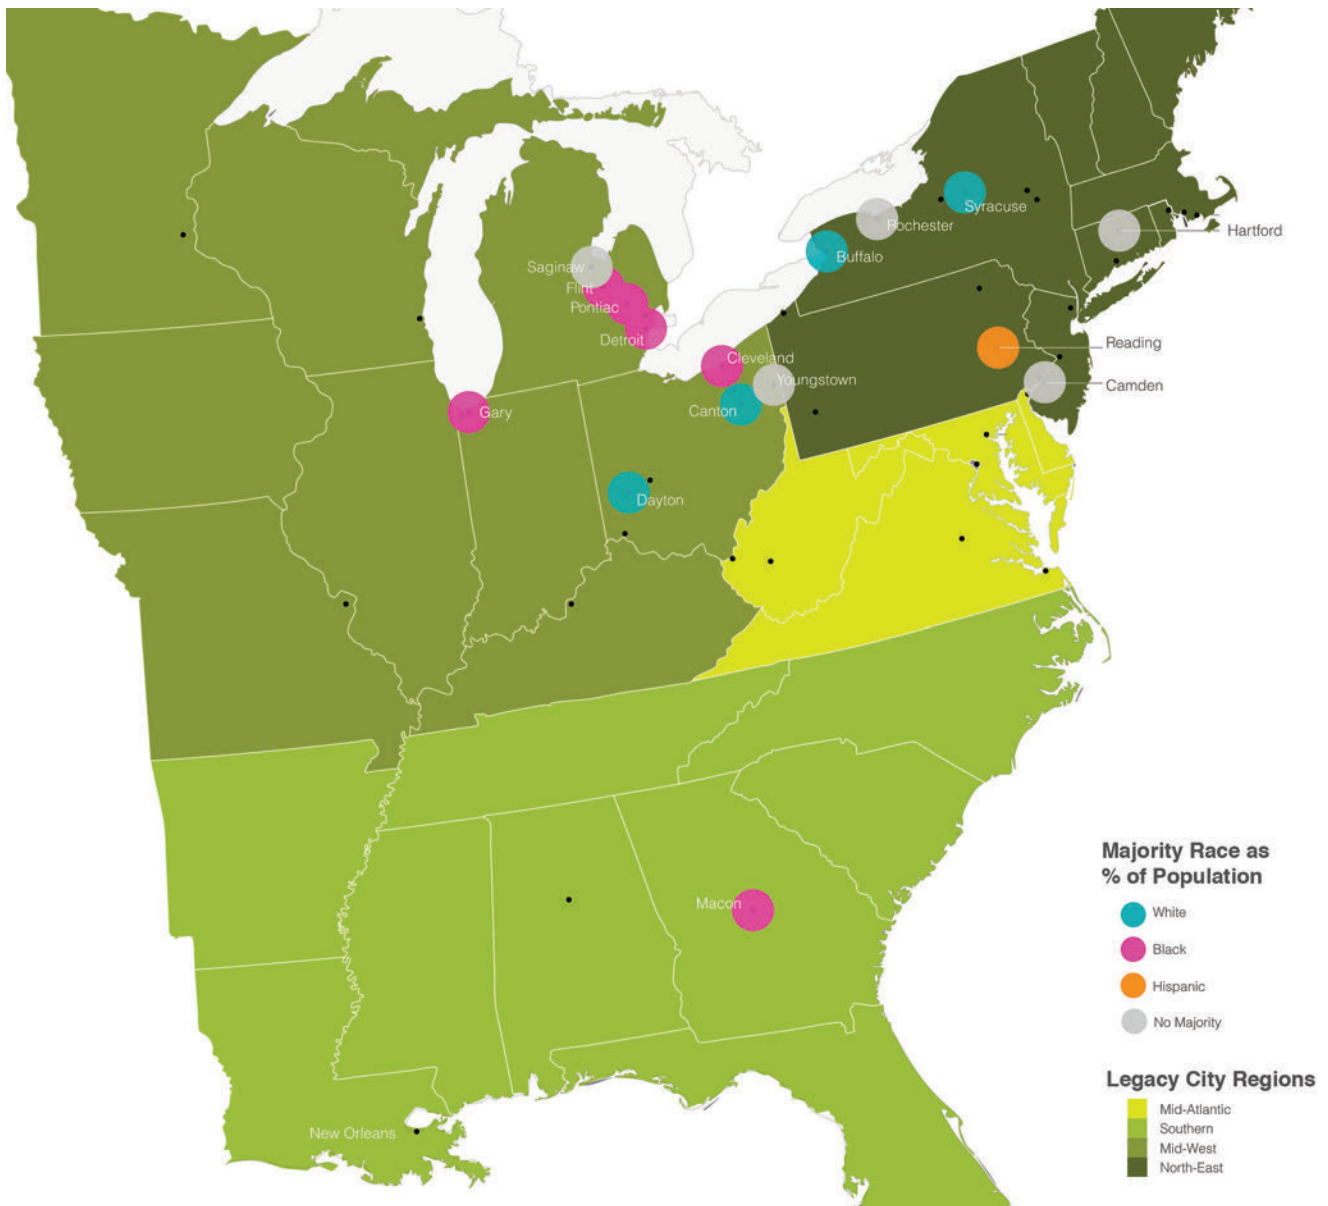 Syracuse
Rochester
Hartford
Buffalo
Saginaw
Flint
Pontiac
Detroit
Reading
Cleveland
Youngstown
Camden
Canton
Gary
Dayton
Macon
New Orleans
Majority Race as
% of Population
White
Black
Hispanic
No Majority
Legacy City Regions
Mid-Atlantic
Southern
Mid-West
North-East